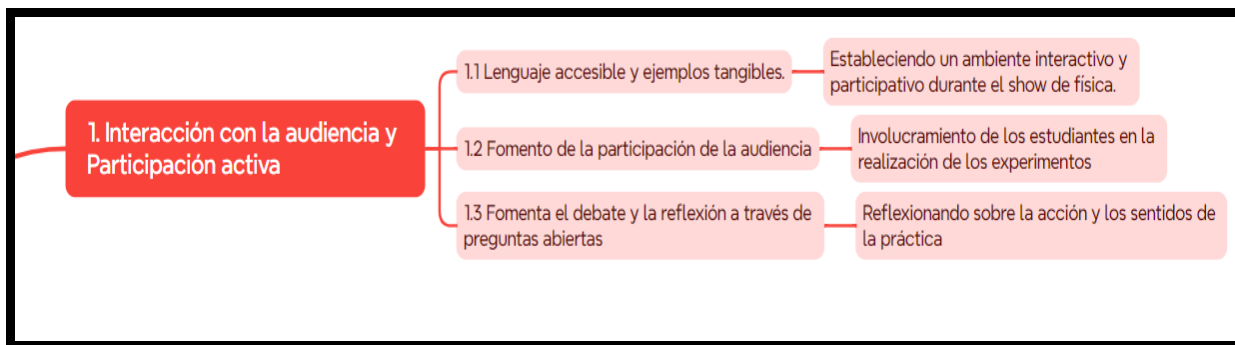 1. Interacción con la audiencia y
Participación activa
1.1 Lenguaje accesible y ejemplos tangibles.
Estableciendo un ambiente interactivo y
participativo durante el show de física.
1.2 Fomento de la participación de la audiencia
Involucramiento de los estudiantes en la
realización de los experimentos
1.3 Fomenta el debate y la reflexión a través de
preguntas abiertas
Reflexionando sobre la acción y los sentidos de
la práctica